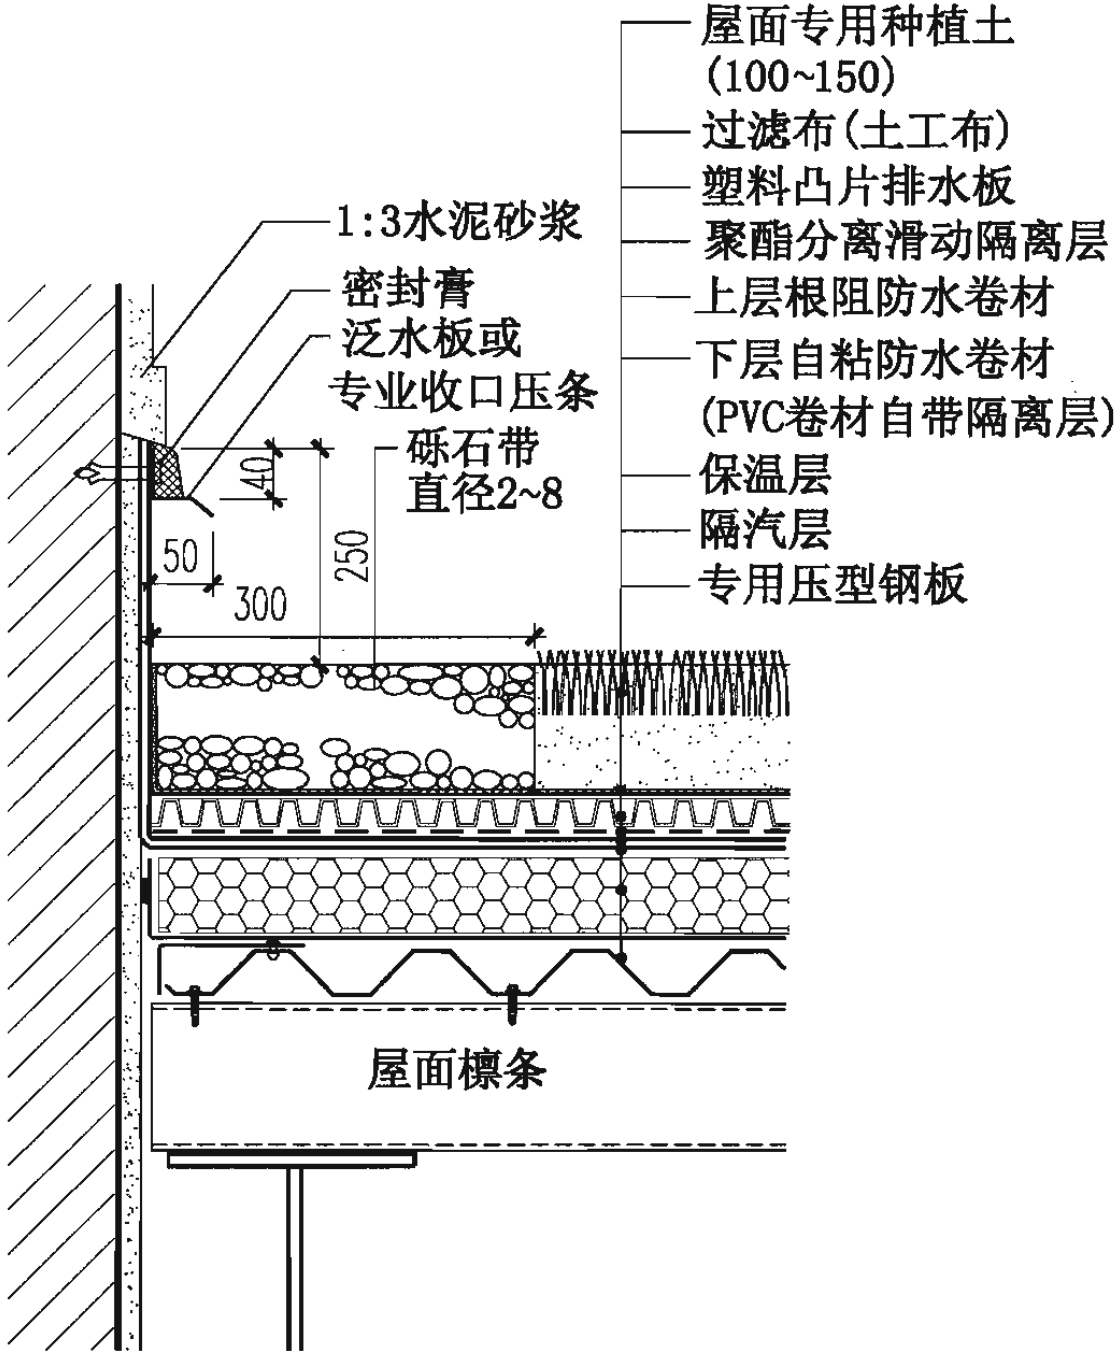 屋面专用种植土
(100~150)
过滤布(土工布)
塑料凸片排水板
1:3水泥砂浆
聚酯分离滑动隔离层
密封膏
上层根阻防水卷材
泛水板或
专业收口压条
下层自粘防水卷材
(PVC卷材自带隔离层)
砾石带
直径2~8
40
保温层
隔汽层
50
250
专用压型钢板
300
屋面檩条